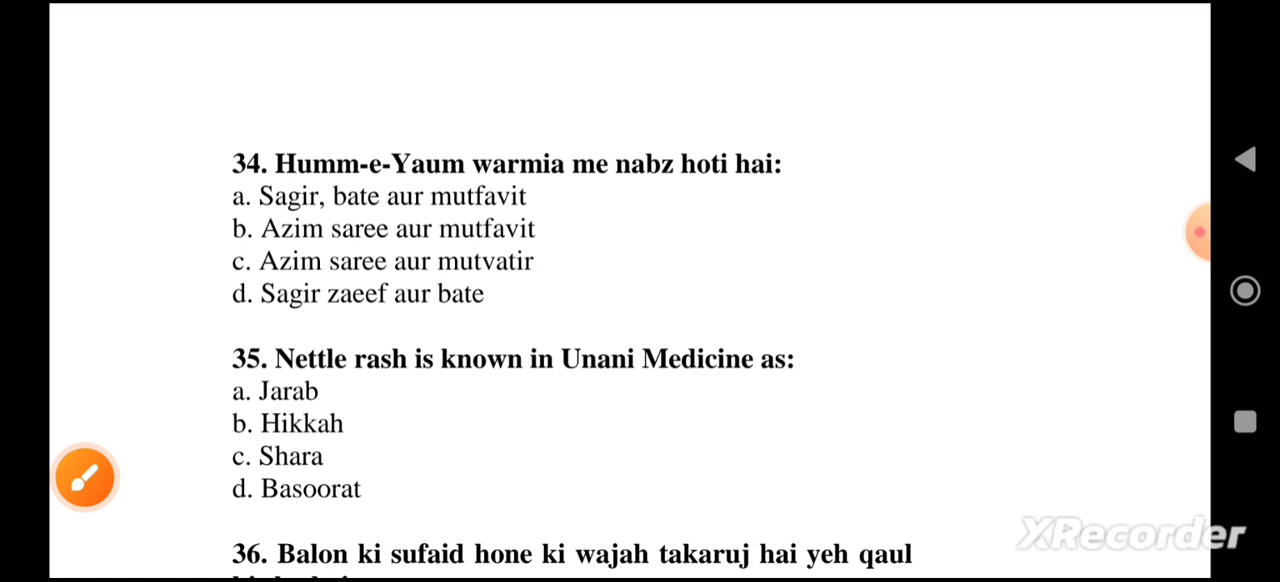 34. Humm-e-Yaum warmia me nabz hoti hai:
a. Sagir, bate aur mutfavit
b. Azim saree aur mutfavit
c. Azim saree aur mutvatir
d. Sagir zaeef aur bate
35. Nettle rash is known in Unani Medicine as:
a. Jarab
b. Hikkah
c. Shara
d. Basoorat
36. Balon ki sufaid hone ki wajah takaruj hai yeh qaul
XRecorder